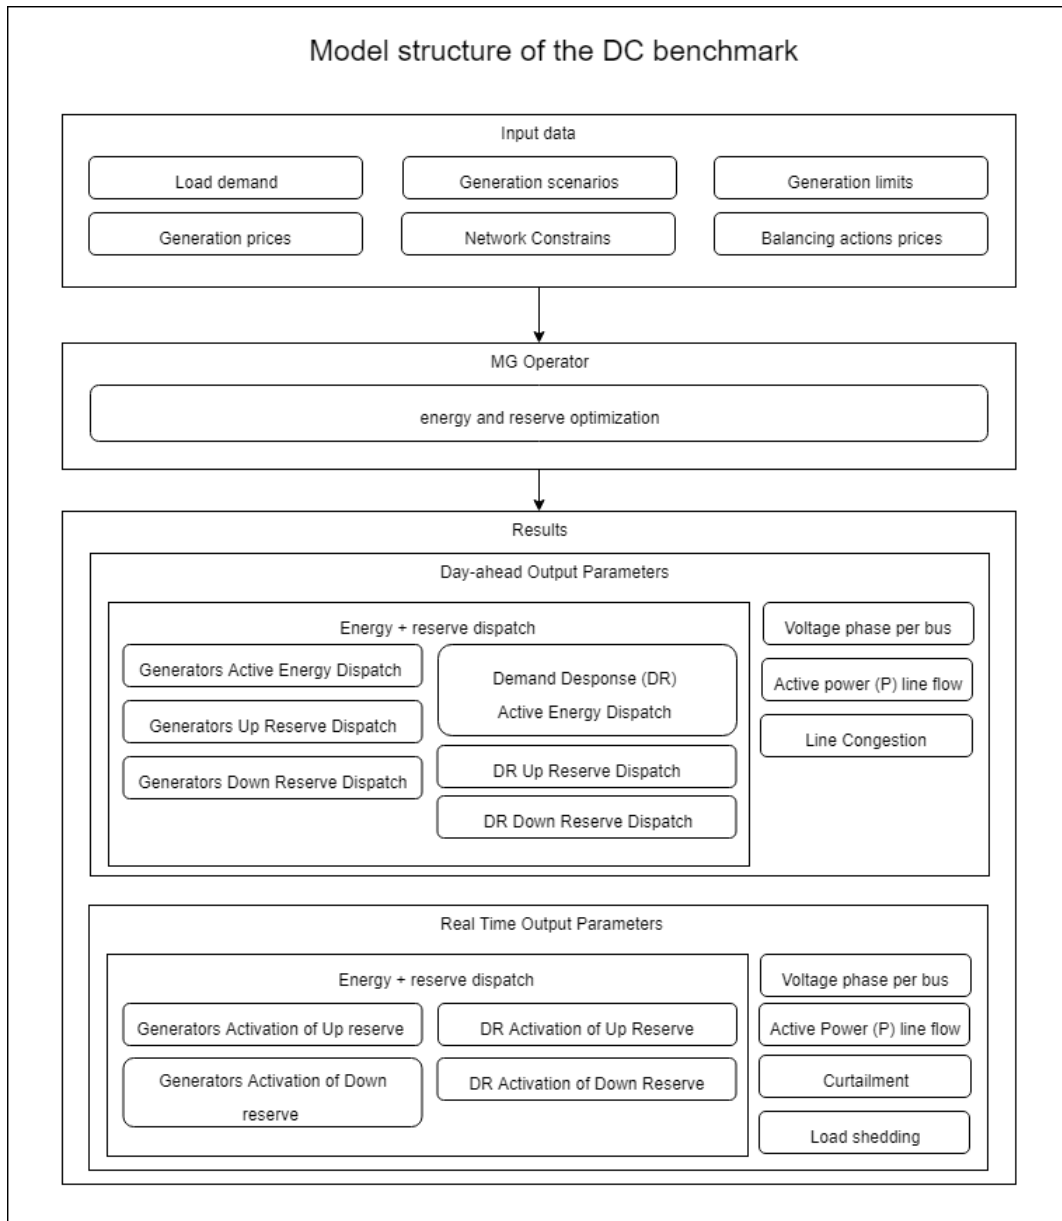 Model structure of the DC benchmark
Input data
Load demand
Generation scenarios
Generation limits
Generation prices
Network Constrains
Balancing actions prices
MG Operator
energy and reserve optimization
Results
Day-ahead Output Parameters
Energy + reserve dispatch
Generators Active Energy Dispatch
Generators Up Reserve Dispatch
Generators Down Reserve Dispatch
Demand Desponse (DR)
Active Energy Dispatch
DR Up Reserve Dispatch
DR Down Reserve Dispatch
Voltage phase per bus
Active power (P) line flow
Line Congestion
Real Time Output Parameters
Energy + reserve dispatch
Generators Activation of Up reserve
Generators Activation of Down
reserve
DR Activation of Up Reserve
DR Activation of Down Reserve
Voltage phase per bus
Active Power (P) line flow
Curtailment
Load shedding